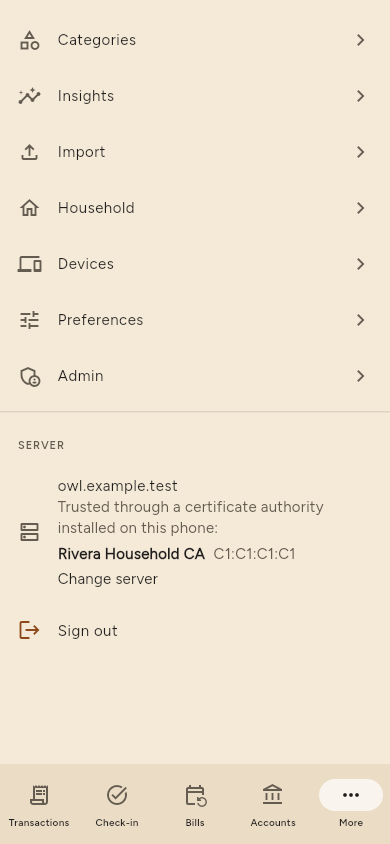 Categories
Insights
Import
Household
Devices
Preferences
Admin
SERVER
owl.example.test
Trusted through a certificate authority
installed on this phone:
Rivera Household CA C1:C1:C1:C1
Change server
Sign out
Transactions Check-in Bills Accounts More